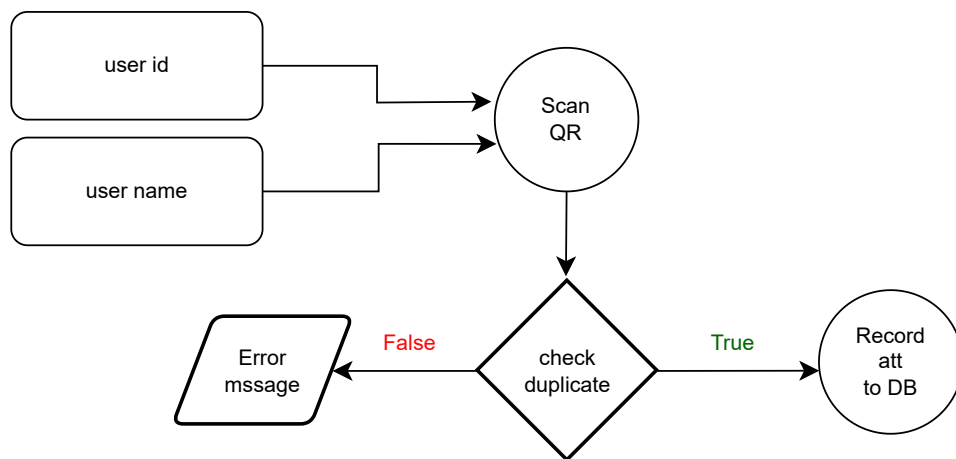 user id
Scan
QR
user name
False
True
Error
mssage
check
duplicate
Record
att
to DB